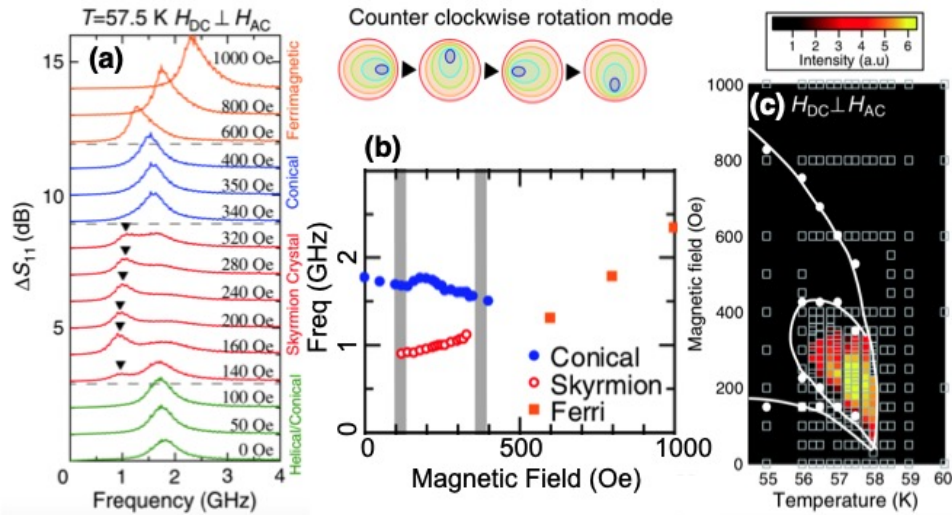 T=57.5 K H_DC ⊥ H_AC
(a)
15
10
5
ΔS₁₁ (dB)
1000 Oe
800 Oe
600 Oe
400 Oe
350 Oe
340 Oe
320 Oe
280 Oe
240 Oe
200 Oe
160 Oe
140 Oe
100 Oe
50 Oe
0 Oe
Ferrimagnetic
Conical
Skyrmion Crystal
Helical/Conical
0 1 2 3 4
Frequency (GHz)
Counter clockwise rotation mode
(b)
2
1
0
Freq (GHz)
Conical
Skyrmion
Ferri
0 500 1000
Magnetic Field (Oe)
1 2 3 4 5 6
Intensity (a.u)
(c) H_DC ⊥ H_AC
1000
800
600
400
200
0
Magnetic field (Oe)
55 56 57 58 59 60
Temperature (K)